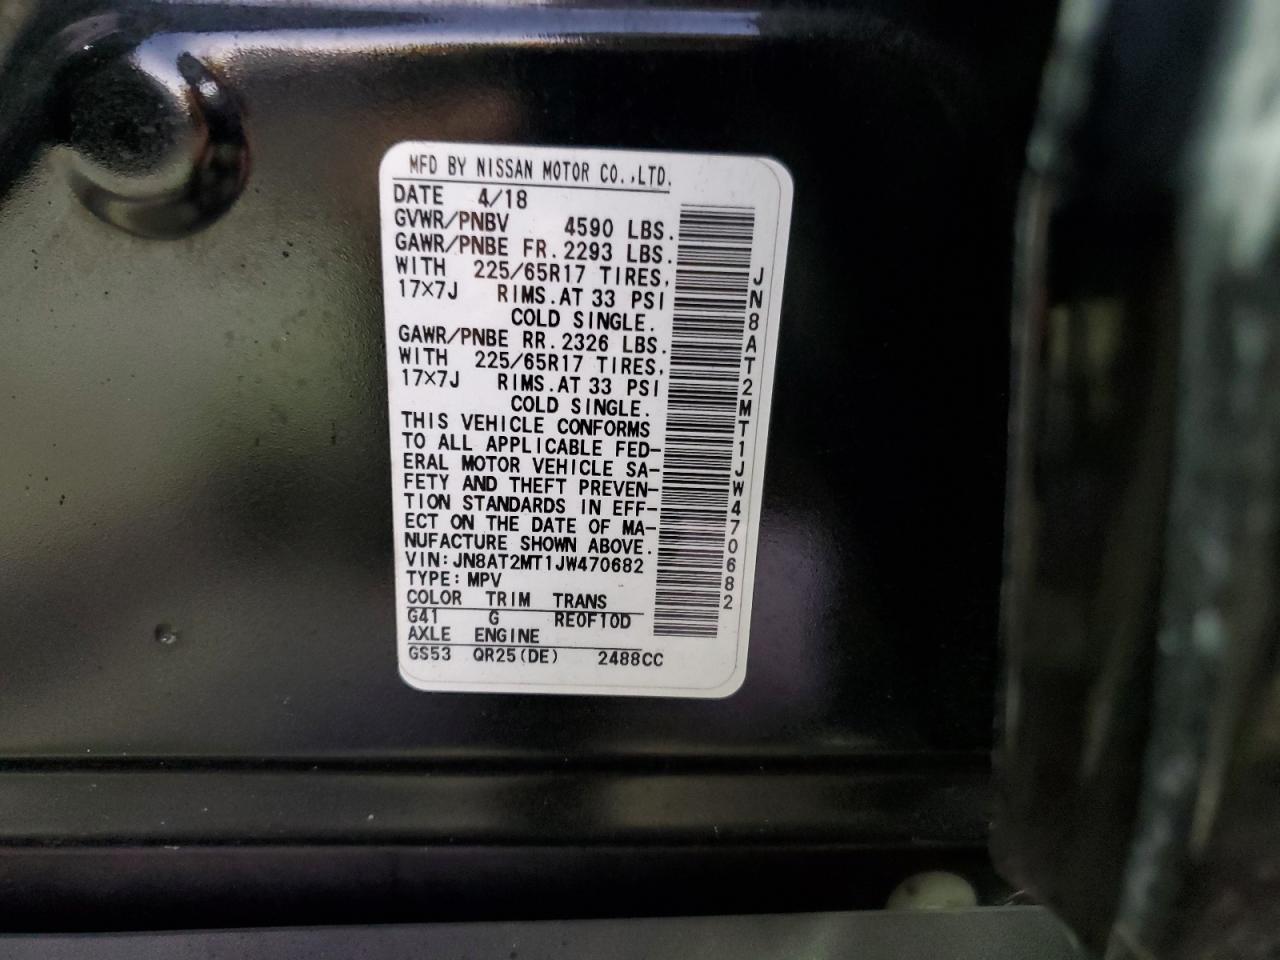 MFD BY NISSAN MOTOR CO.,LTD.
DATE 4/18
GVWR/PNBV 4590 LBS.
GAWR/PNBE FR. 2293 LBS.
WITH 225/65R17 TIRES,
17×7J RIMS. AT 33 PSI
COLD SINGLE.
GAWR/PNBE RR. 2326 LBS.
WITH 225/65R17 TIRES,
17×7J RIMS. AT 33 PSI
COLD SINGLE.
THIS VEHICLE CONFORMS
TO ALL APPLICABLE FED-
ERAL MOTOR VEHICLE SA-
FETY AND THEFT PREVEN-
TION STANDARDS IN EFF-
ECT ON THE DATE OF MA-
NUFACTURE SHOWN ABOVE.
VIN: JN8AT2MT1JW470682
TYPE: MPV
COLOR TRIM TRANS
G41 G RE0F10D
AXLE ENGINE
GS53 QR25(DE) 2488CC
JN8AT2MT1JW470682